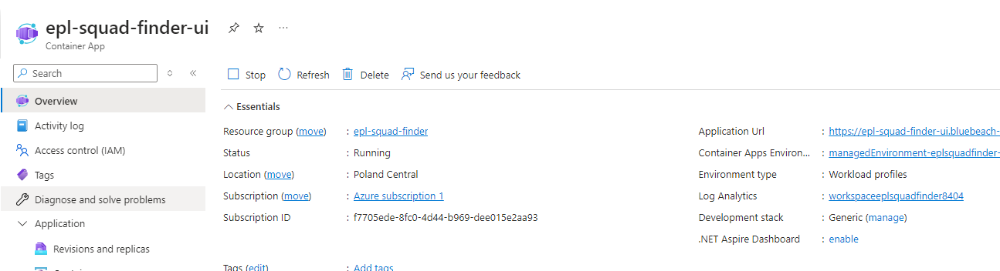 epl-squad-finder-ui
Container App
Search
Overview
Activity log
Access control (IAM)
Tags
Diagnose and solve problems
Application
Revisions and replicas
Stop Refresh Delete Send us your feedback
Essentials
Resource group (move) : epl-squad-finder
Status : Running
Location (move) : Poland Central
Subscription (move) : Azure subscription 1
Subscription ID : f7705ede-8fc0-4d44-b969-dee015e2aa93
Tags (edit) : Add tags
Application Url : https://epl-squad-finder-ui.bluebeach-
Container Apps Environ... : managedEnvironment-eplsquadfinder-
Environment type : Workload profiles
Log Analytics : workspaceeplsquadfinder8404
Development stack : Generic (manage)
.NET Aspire Dashboard : enable